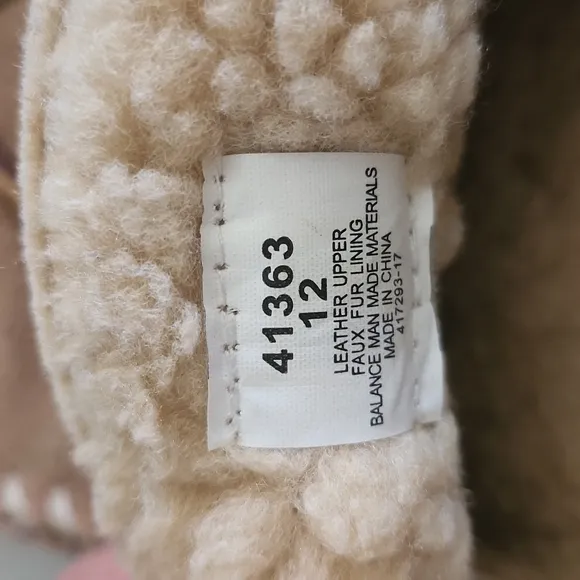 41363
12
LEATHER UPPER
FAUX FUR LINING
BALANCE MAN MADE MATERIALS
MADE IN CHINA
417293-17